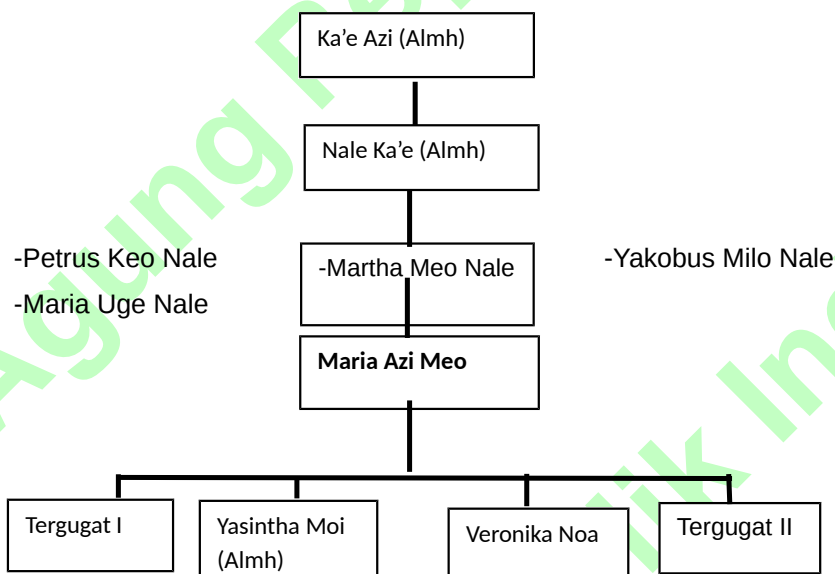 Ka’e Azi (Almh)
Nale Ka’e (Almh)
-Petrus Keo Nale
-Maria Uge Nale
-Martha Meo Nale
-Yakobus Milo Nale
Maria Azi Meo
Tergugat I
Yasintha Moi
(Almh)
Veronika Noa
Tergugat II
Agung